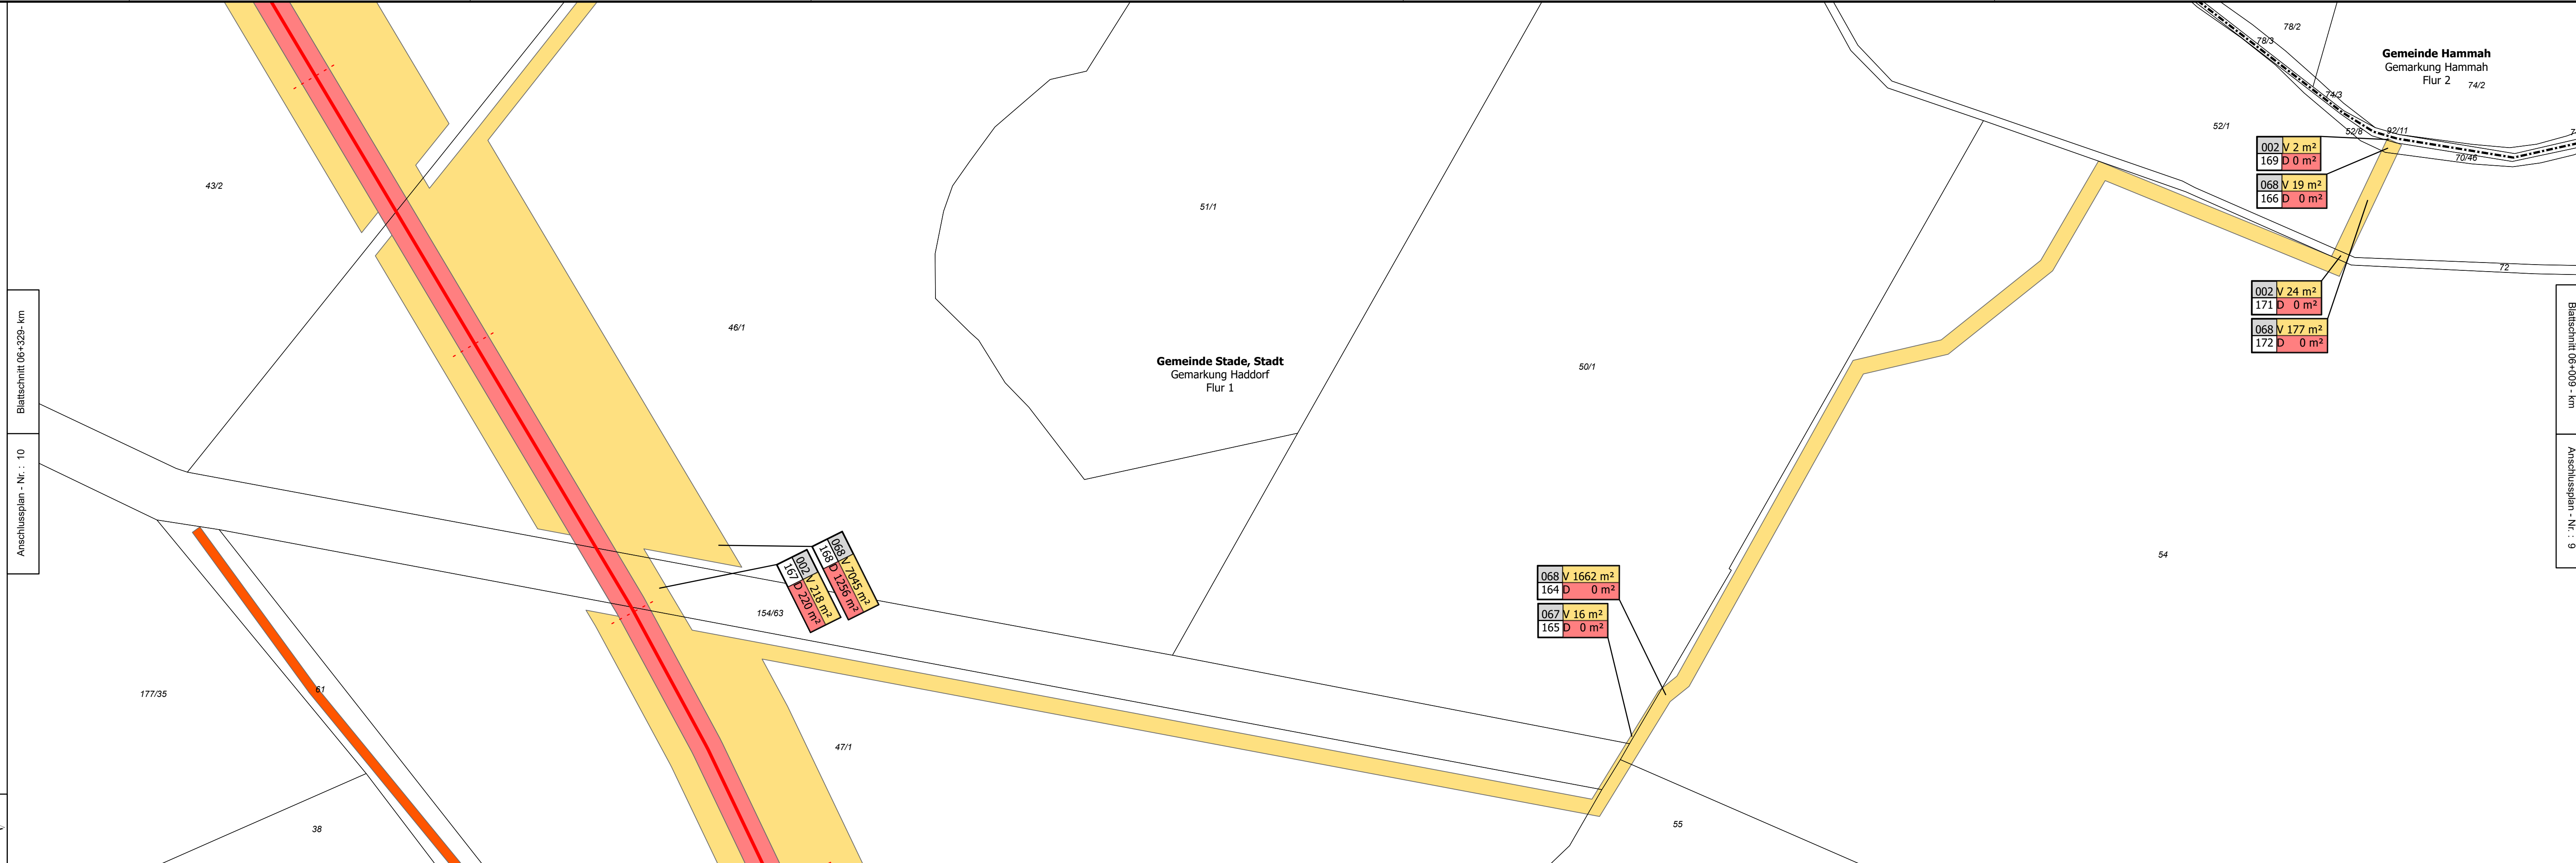 78/2
78/3
Gemeinde Hammah
Gemarkung Hammah
Flur 2
74/2
74/3
52/1
52/8
92/11
70/46
002 V 2 m²
169 D 0 m²
068 V 19 m²
166 D 0 m²
43/2
51/1
72
002 V 24 m²
171 D 0 m²
068 V 177 m²
172 D 0 m²
46/1
Gemeinde Stade, Stadt
Gemarkung Haddorf
Flur 1
50/1
Blattschnitt 06+329- km
Anschlussplan - Nr. : 10
Blattschnitt 06+009 - km
Anschlussplan - Nr. : 9
54
068 V 7045 m²
168 D 1256 m²
002 V 218 m²
167 D 220 m²
154/63
068 V 1662 m²
164 D 0 m²
067 V 16 m²
165 D 0 m²
177/35
61
47/1
38
55